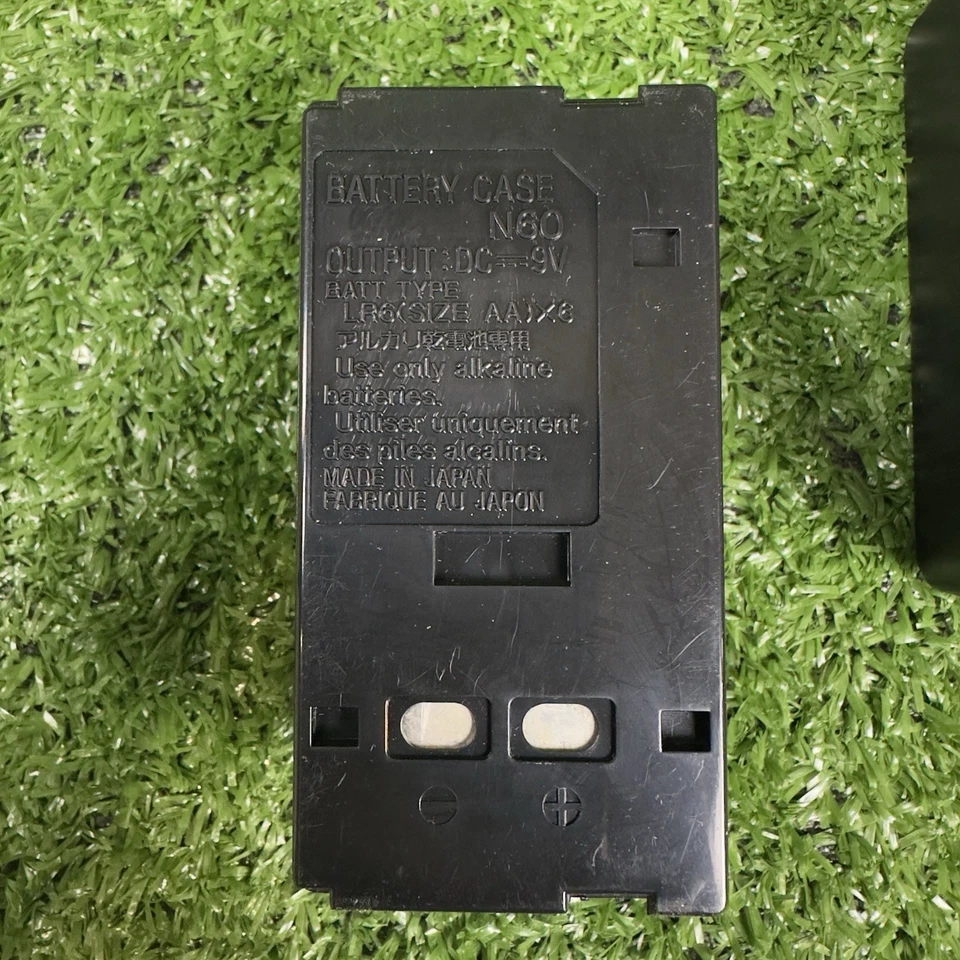 BATTERY CASE
N60
OUTPUT:DC⎓9V
BATT TYPE
LR6(SIZE AA)×6
アルカリ乾電池専用
Use only alkaline
batteries.
Utiliser uniquement
des piles alcalins.
MADE IN JAPAN
FABRIQUE AU JAPON
⊖ ⊕